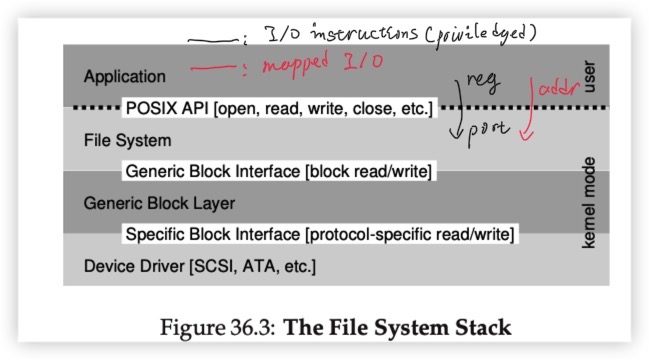 ——: I/O instructions (priviledged)
——: mapped I/O
Application
user
reg
addr
POSIX API [open, read, write, close, etc.]
port
File System
Generic Block Interface [block read/write]
kernel mode
Generic Block Layer
Specific Block Interface [protocol-specific read/write]
Device Driver [SCSI, ATA, etc.]
Figure 36.3: The File System Stack